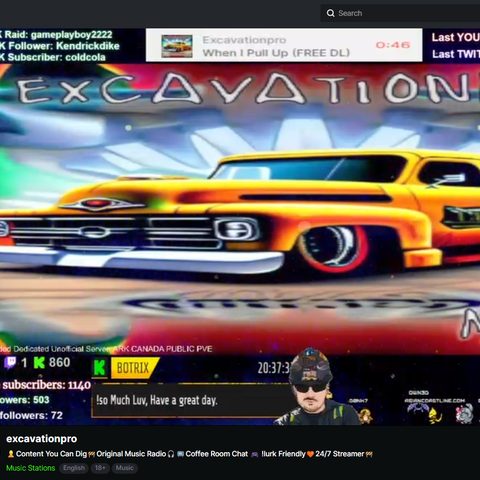 Search
K Raid: gameplayboy2222
K Follower: Kendrickdike
K Subscriber: coldcola
Excavationpro
When I Pull Up (FREE DL)
0:46
Last YOU
Last TWIT
EXCAVATION
Dedicated Unofficial Server ARK CANADA PUBLIC PVE
1 K 860
K BOTRIX
20:37:3
subscribers: 1140
owers: 503
followers: 72
!so Much Luv, Have a great day.
excavationpro
Content You Can Dig Original Music Radio Coffee Room Chat !lurk Friendly 24/7 Streamer
Music Stations English 18+ Music